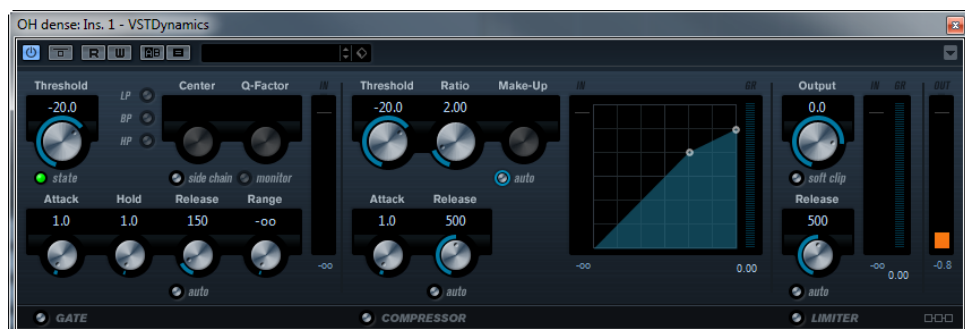 OH dense: Ins. 1 - VSTDynamics
R W AB
Threshold Center Q-Factor IN Threshold Ratio Make-Up IN GR Output IN GR OUT
LP
-20.0 -20.0 2.00 0.0
BP
HP
state side chain monitor auto soft clip
Attack Hold Release Range Attack Release Release
1.0 1.0 150 -oo 1.0 500 500
-oo -oo 0.00 -oo 0.00 -0.8
auto auto auto
GATE COMPRESSOR LIMITER